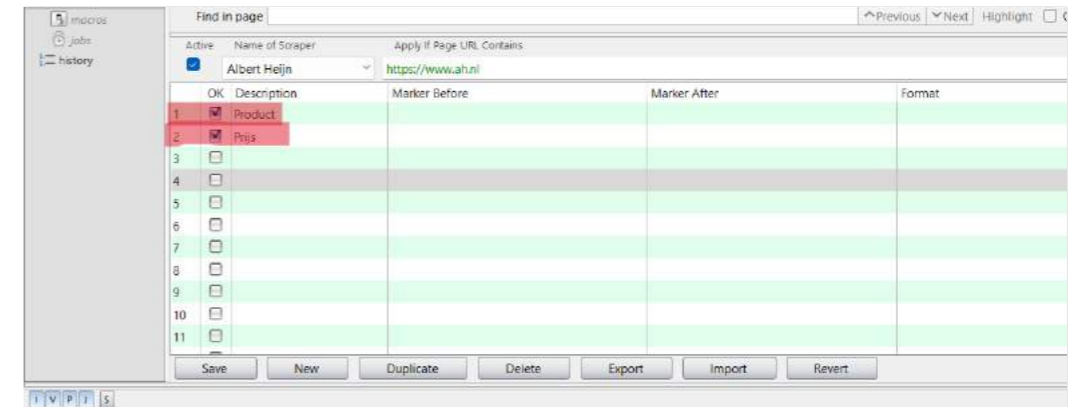 macros
Find in page
Previous Next Highlight
jobs
history
Active Name of Scraper Apply If Page URL Contains
Albert Heijn https://www.ah.nl
OK Description Marker Before Marker After Format
1 Product
2 Prijs
3
4
5
6
7
8
9
10
11
Save New Duplicate Delete Export Import Revert
I V P J S